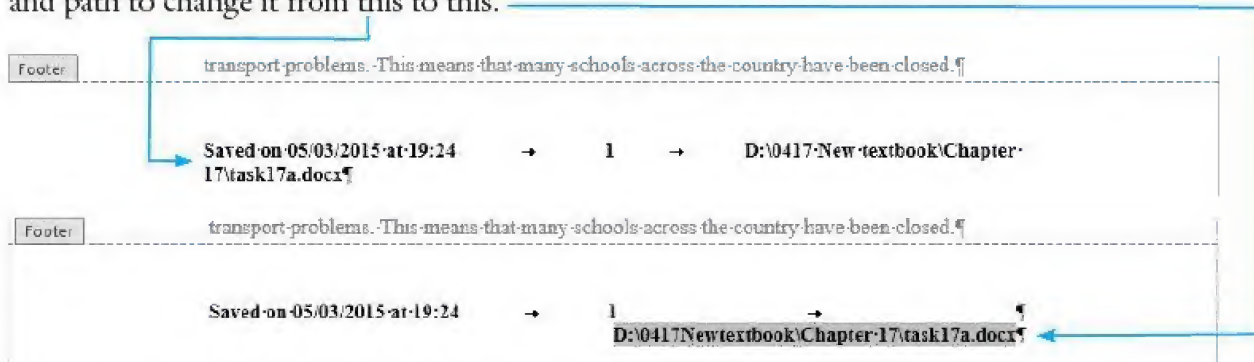 and path to change it from this to this.
Footer
transport·problems.·This·means·that·many·schools·across·the·country·have·been·closed.¶
Saved·on·05/03/2015·at·19:24 → 1 → D:\0417·New·textbook\Chapter·
17\task17a.docx¶
Footer
transport·problems.·This·means·that·many·schools·across·the·country·have·been·closed.¶
Saved·on·05/03/2015·at·19:24 → 1 → ¶
D:\0417Newtextbook\Chapter·17\task17a.docx¶